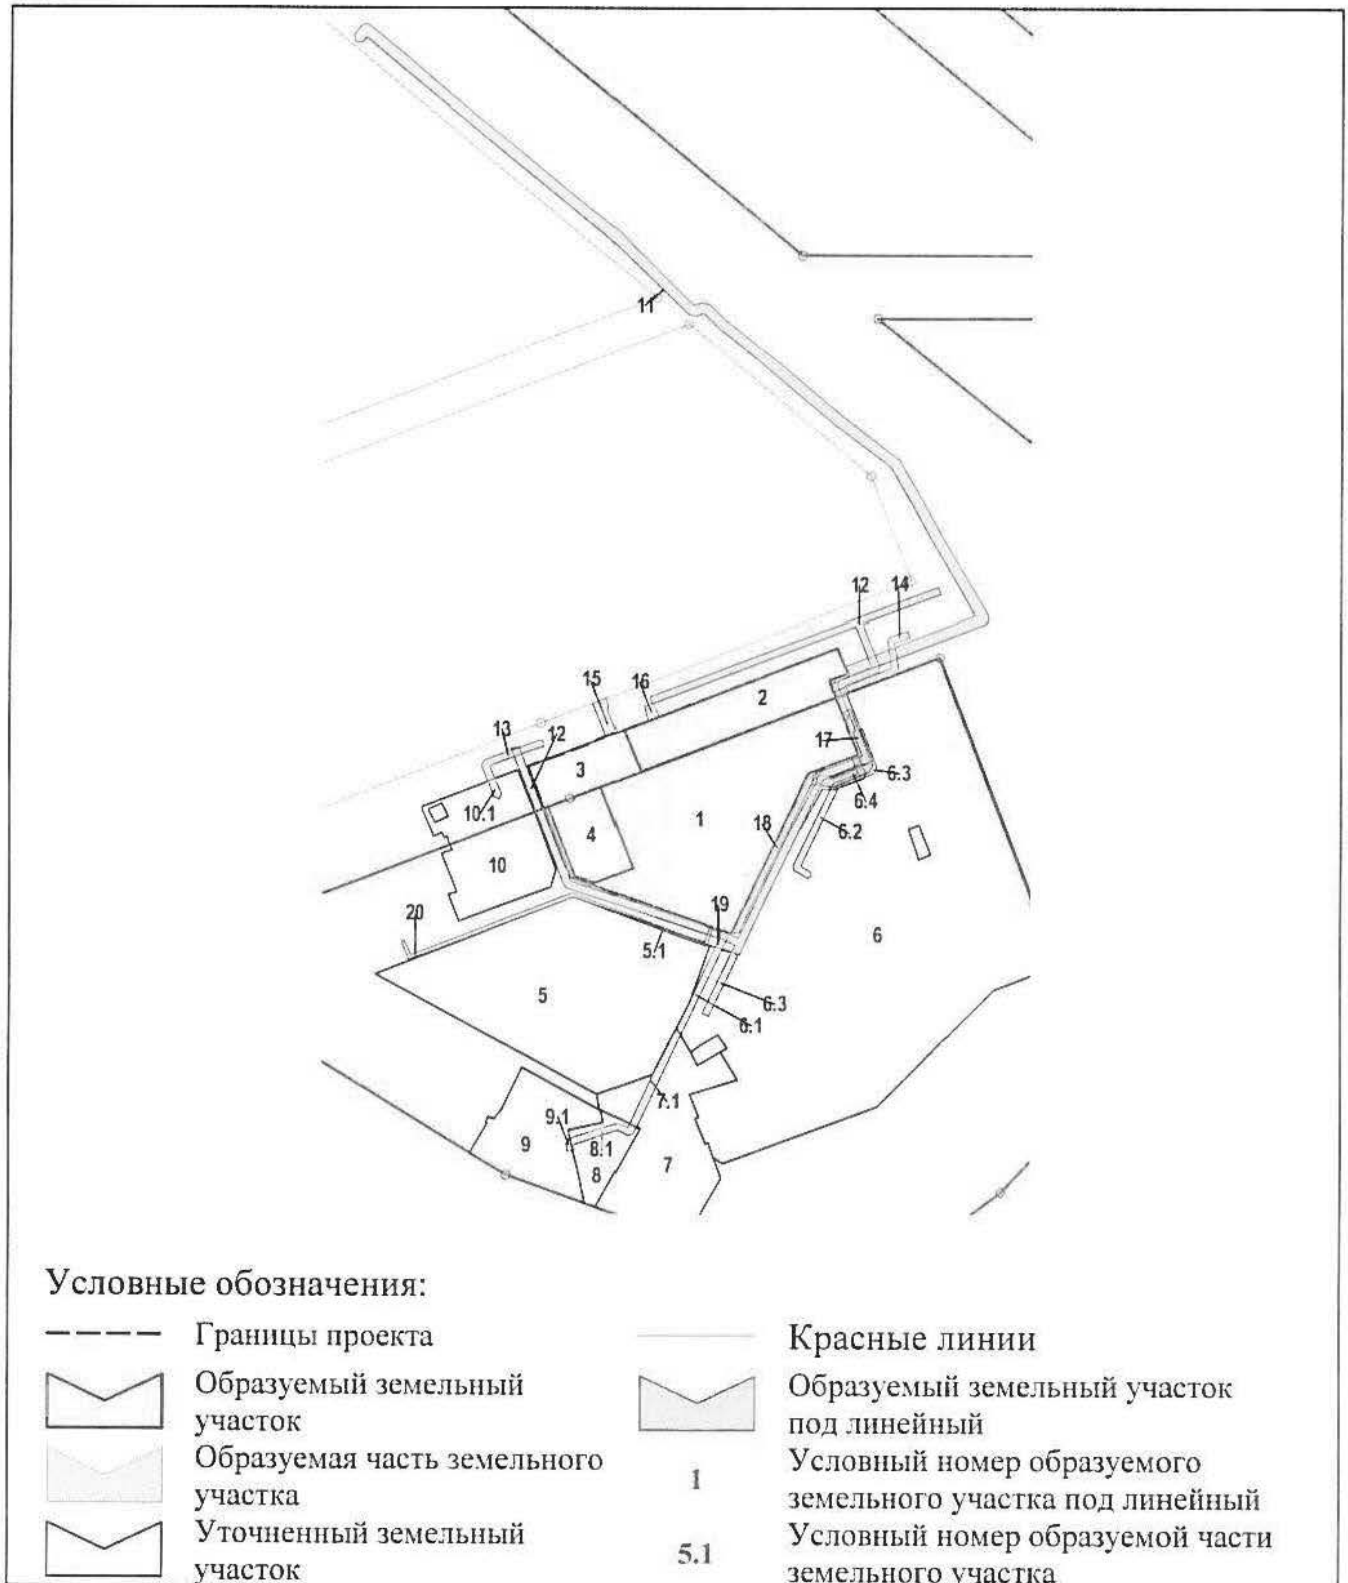 11
12
14
15
16
2
13
12
3
17
6.3
6.4
10.1
4
1
18
6.2
10
19
20
5.1
6
5
6.3
6.1
7.1
9.1
9
8.1
8
7
Условные обозначения:
Границы проекта
Образуемый земельный
участок
Образуемая часть земельного
участка
Уточненный земельный
участок
Красные линии
Образуемый земельный участок
под линейный
1
Условный номер образуемого
земельного участка под линейный
5.1
Условный номер образуемой части
земельного участка